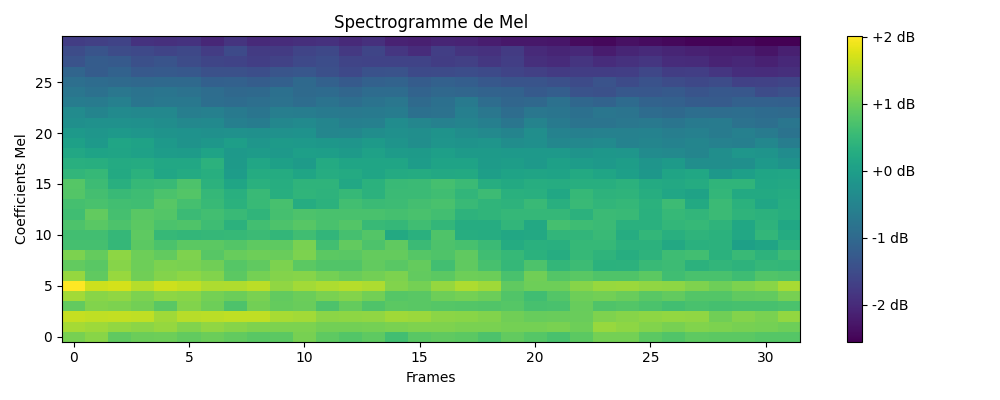 Spectrogramme de Mel
Coefficients Mel
25
20
15
10
5
0
0 5 10 15 20 25 30
Frames
+2 dB
+1 dB
+0 dB
-1 dB
-2 dB